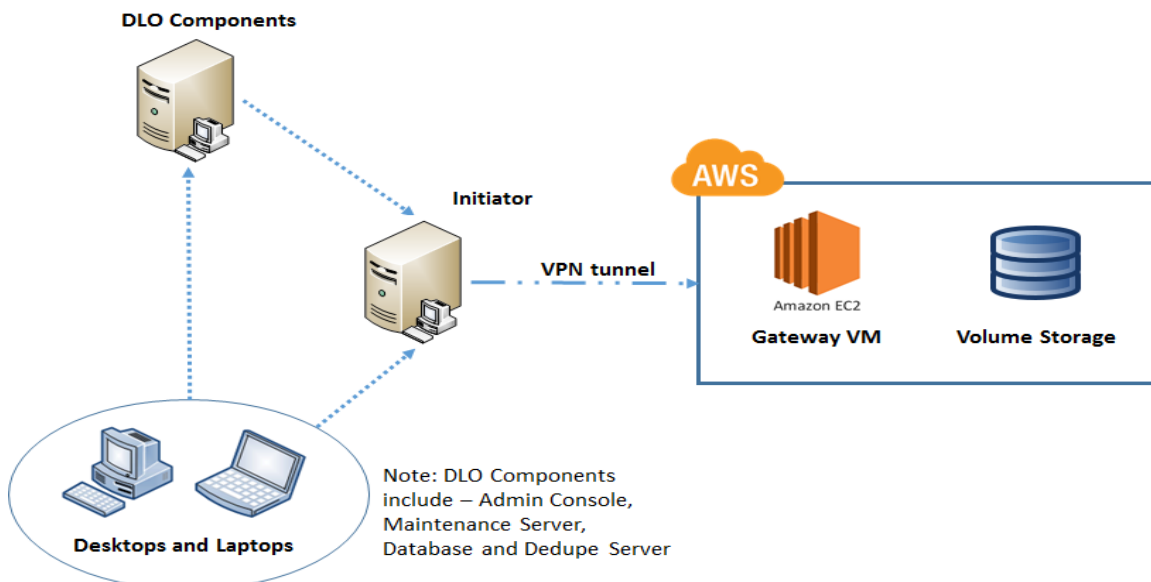 DLO Components
Initiator
AWS
VPN tunnel
Amazon EC2
Gateway VM
Volume Storage
Desktops and Laptops
Note: DLO Components
include – Admin Console,
Maintenance Server,
Database and Dedupe Server